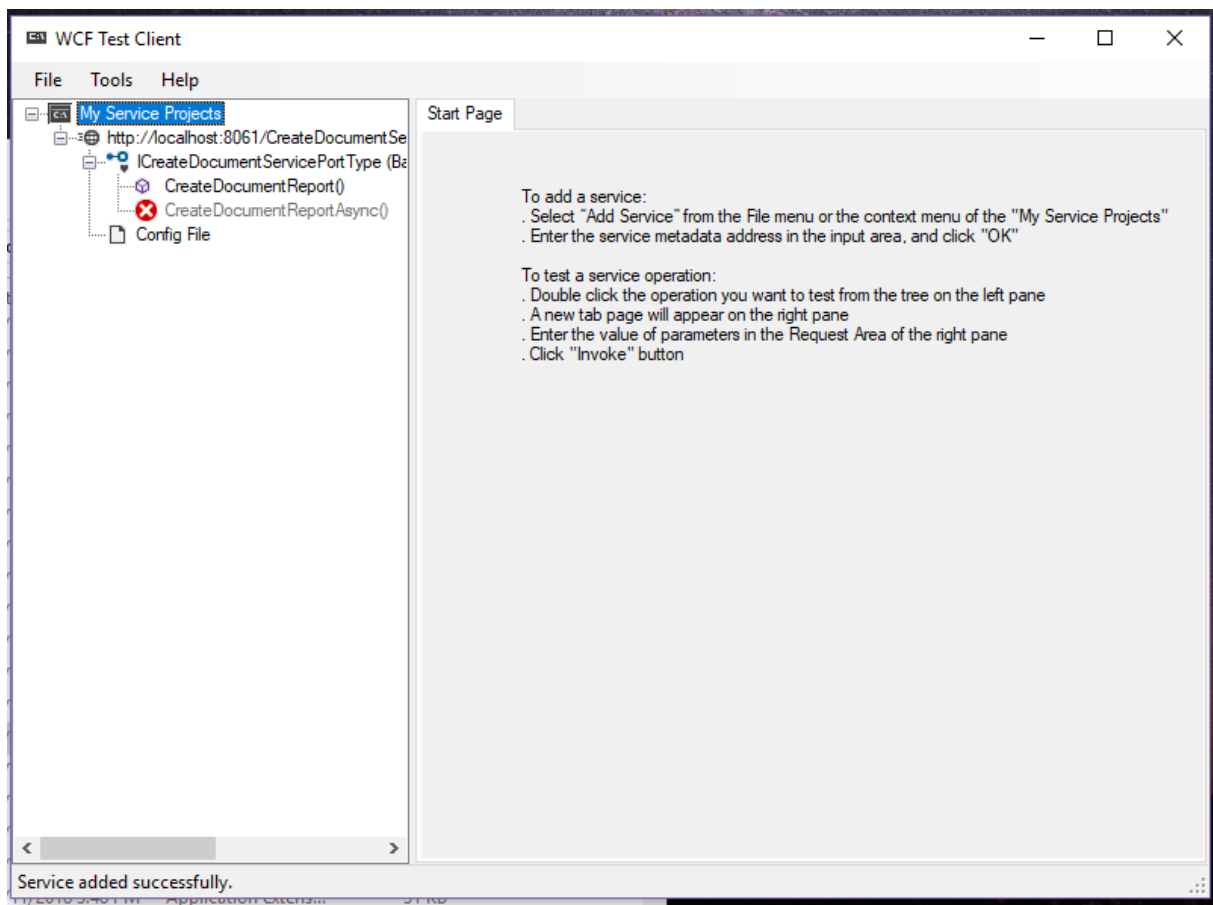 WCF Test Client
File Tools Help
My Service Projects
http://localhost:8061/CreateDocumentSe
ICreateDocumentServicePortType (Ba
CreateDocumentReport()
CreateDocumentReportAsync()
Config File
Start Page
To add a service:
. Select "Add Service" from the File menu or the context menu of the "My Service Projects"
. Enter the service metadata address in the input area, and click "OK"
To test a service operation:
. Double click the operation you want to test from the tree on the left pane
. A new tab page will appear on the right pane
. Enter the value of parameters in the Request Area of the right pane
. Click "Invoke" button
Service added successfully.